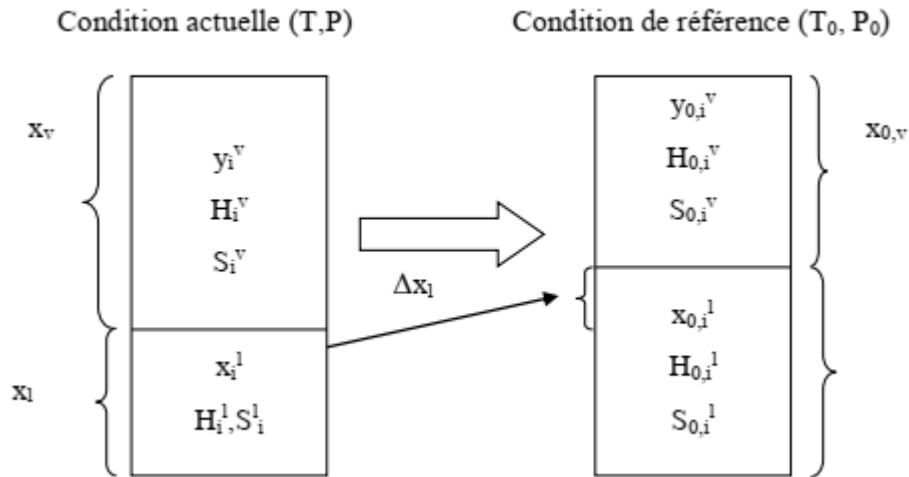 Condition actuelle (T,P)
Condition de référence (T₀, P₀)
xᵥ
yᵢᵛ
Hᵢᵛ
Sᵢᵛ
xₗ
xᵢˡ
Hᵢˡ,Sˡᵢ
Δxₗ
y₀,ᵢᵛ
H₀,ᵢᵛ
S₀,ᵢᵛ
x₀,ᵥ
x₀,ᵢˡ
H₀,ᵢˡ
S₀,ᵢˡ